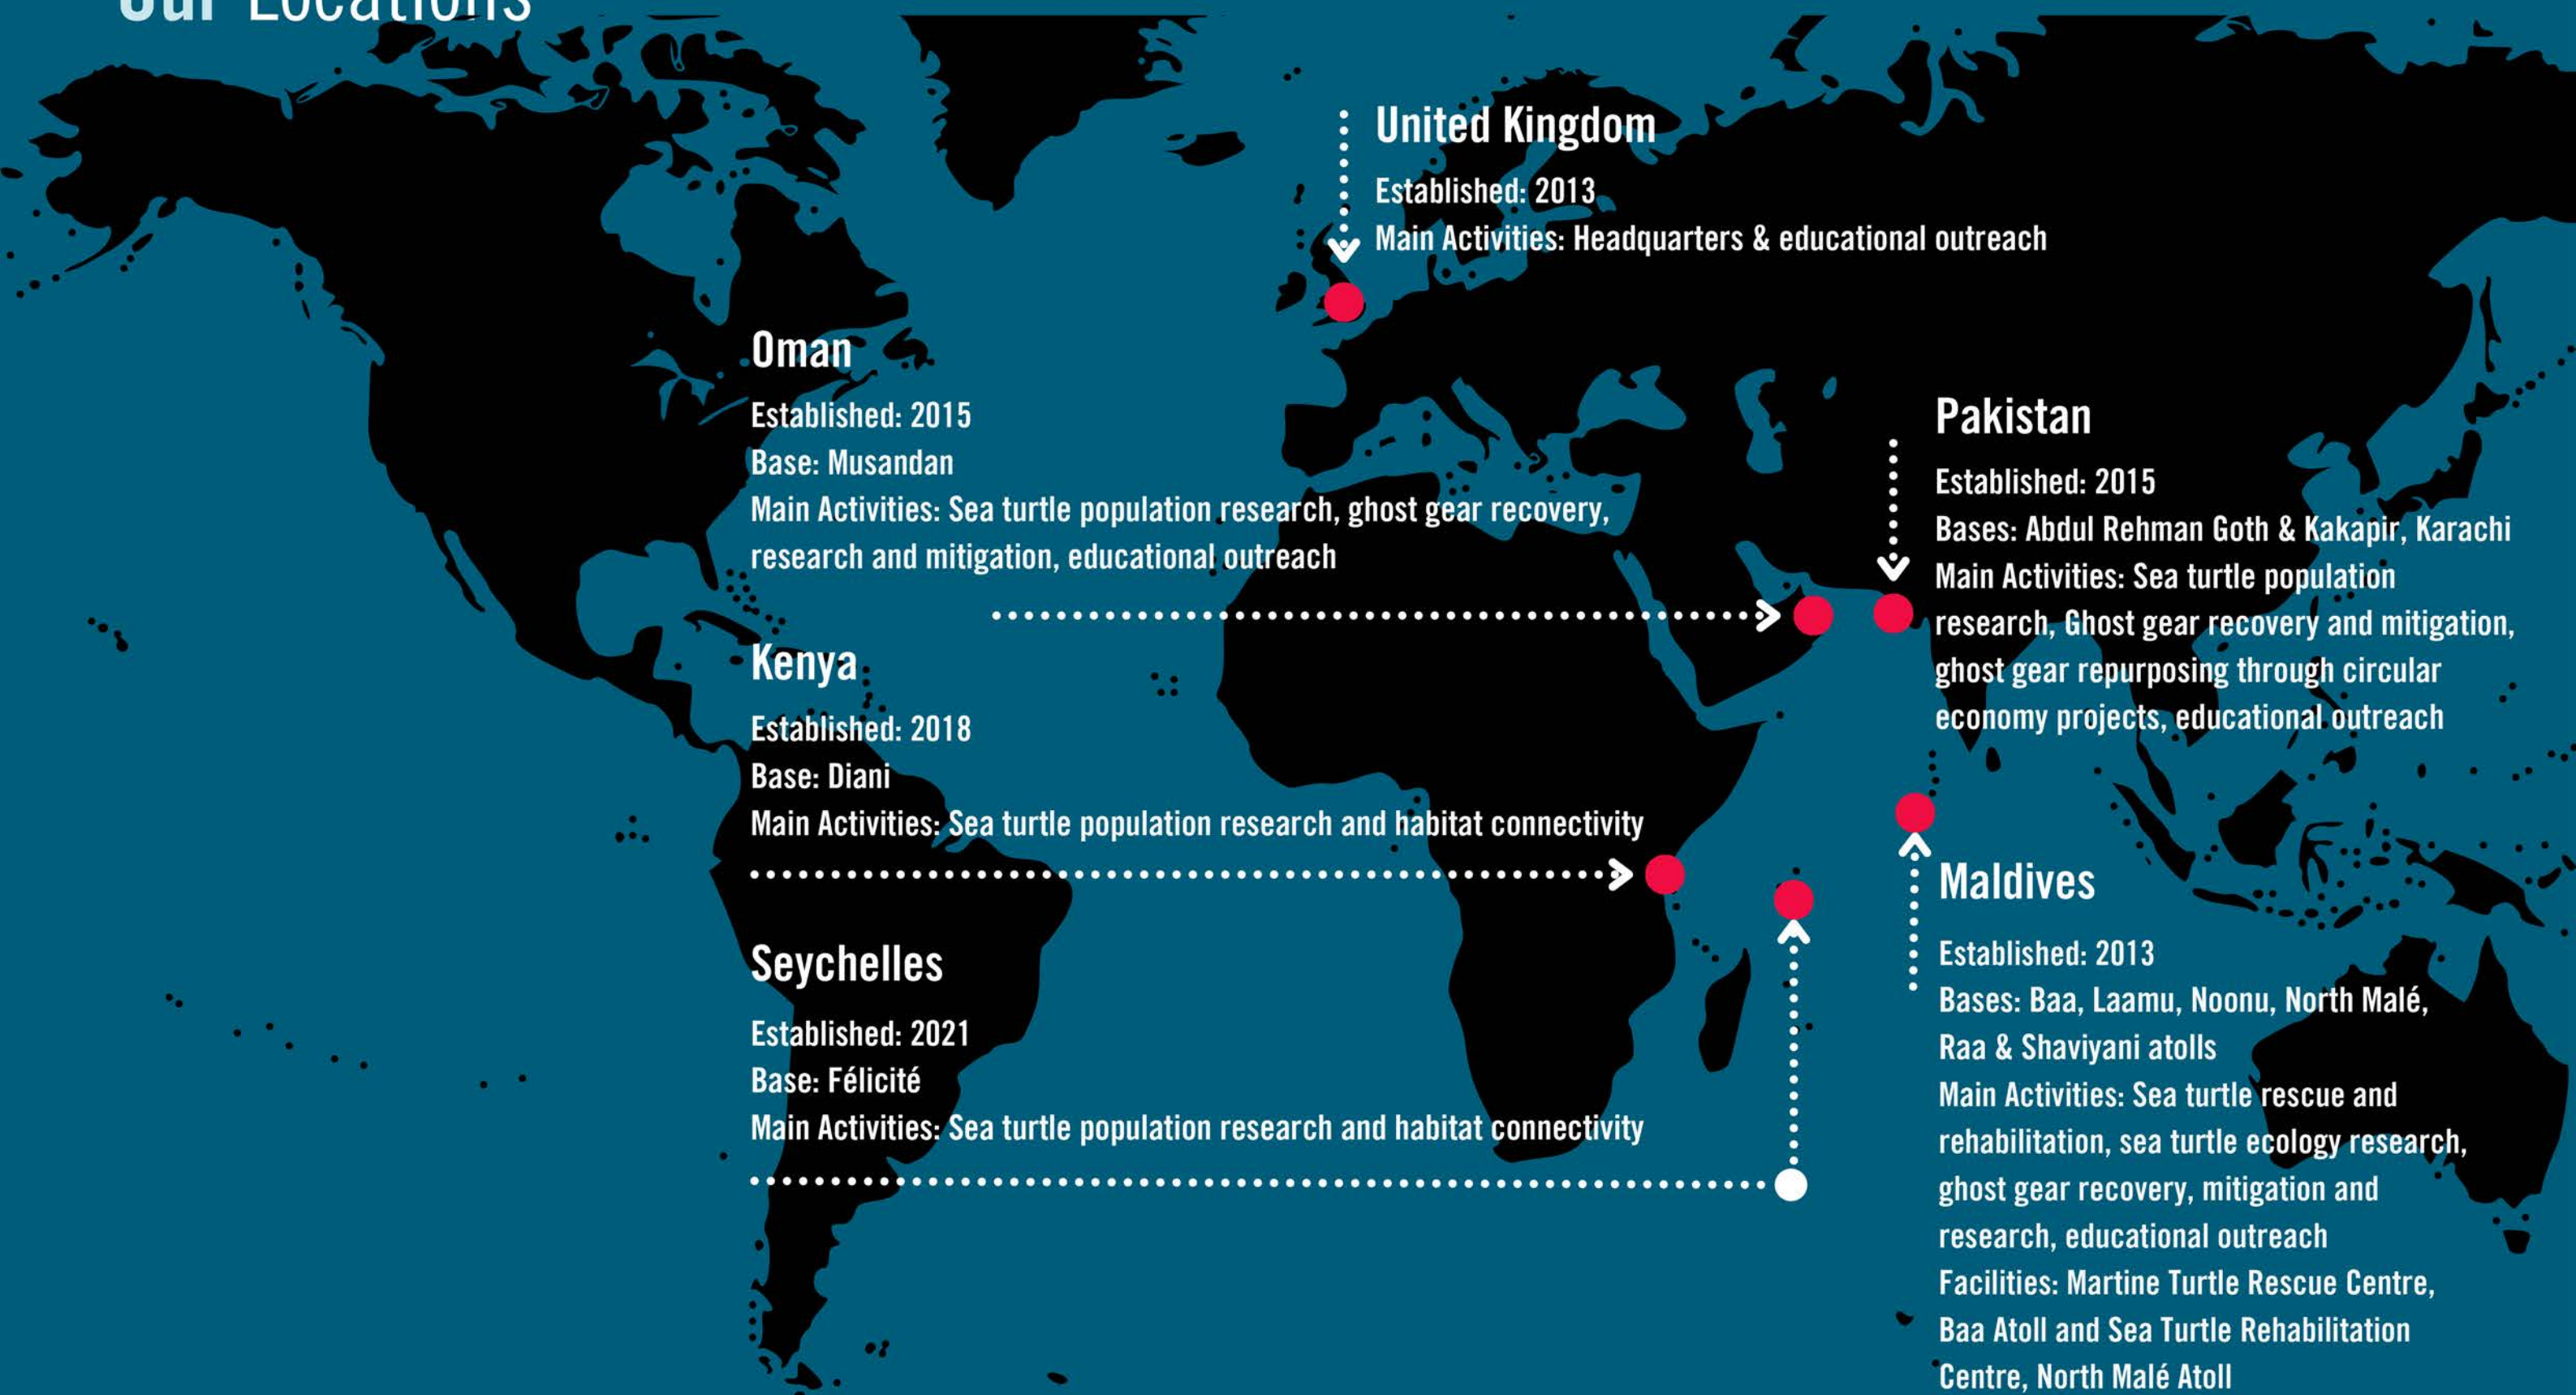 Our Locations
United Kingdom
Established: 2013
Main Activities: Headquarters & educational outreach
Oman
Established: 2015
Base: Musandan
Main Activities: Sea turtle population research, ghost gear recovery,
research and mitigation, educational outreach
Kenya
Established: 2018
Base: Diani
Main Activities: Sea turtle population research and habitat connectivity
Seychelles
Established: 2021
Base: Félicité
Main Activities: Sea turtle population research and habitat connectivity
Pakistan
Established: 2015
Bases: Abdul Rehman Goth & Kakapir, Karachi
Main Activities: Sea turtle population
research, Ghost gear recovery and mitigation,
ghost gear repurposing through circular
economy projects, educational outreach
Maldives
Established: 2013
Bases: Baa, Laamu, Noonu, North Malé,
Raa & Shaviyani atolls
Main Activities: Sea turtle rescue and
rehabilitation, sea turtle ecology research,
ghost gear recovery, mitigation and
research, educational outreach
Facilities: Martine Turtle Rescue Centre,
Baa Atoll and Sea Turtle Rehabilitation
Centre, North Malé Atoll